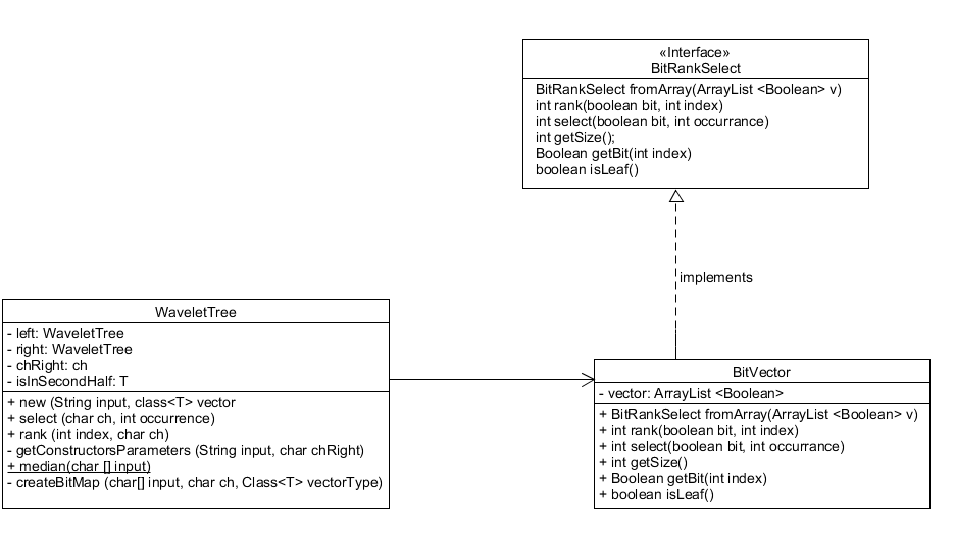 «Interface»
BitRankSelect
BitRankSelect fromArray(ArrayList <Boolean> v)
int rank(boolean bit, int index)
int select(boolean bit, int occurrance)
int getSize();
Boolean getBit(int index)
boolean isLeaf()
implements
WaveletTree
- left: WaveletTree
- right: WaveletTree
- chRight: ch
- isInSecondHalf: T
+ new (String input, class<T> vector
+ select (char ch, int occurrence)
+ rank (int index, char ch)
- getConstructorsParameters (String input, char chRight)
+ median(char [] input)
- createBitMap (char[] input, char ch, Class<T> vectorType)
BitVector
- vector: ArrayList <Boolean>
+ BitRankSelect fromArray(ArrayList <Boolean> v)
+ int rank(boolean bit, int index)
+ int select(boolean bit, int occurrance)
+ int getSize()
+ Boolean getBit(int index)
+ boolean isLeaf()